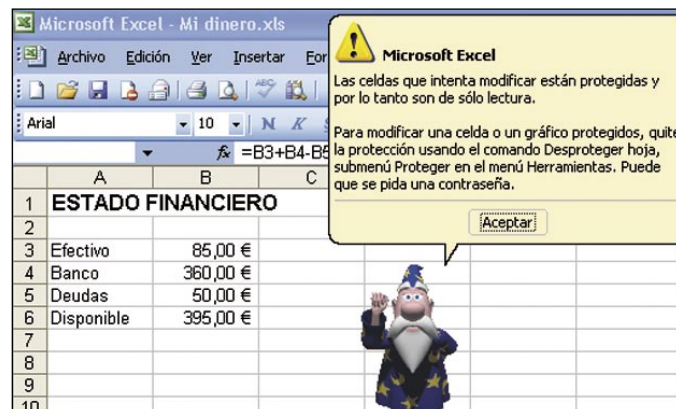 Microsoft Excel - Mi dinero.xls
Archivo Edición Ver Insertar For
Arial 10 N K S
fx =B3+B4-B5
A B C
1 ESTADO FINANCIERO
2
3 Efectivo 85,00 €
4 Banco 360,00 €
5 Deudas 50,00 €
6 Disponible 395,00 €
7
8
9
10
Microsoft Excel
Las celdas que intenta modificar están protegidas y
por lo tanto son de sólo lectura.
Para modificar una celda o un gráfico protegidos, quite
la protección usando el comando Desproteger hoja,
submenú Proteger en el menú Herramientas. Puede
que se pida una contraseña.
Aceptar